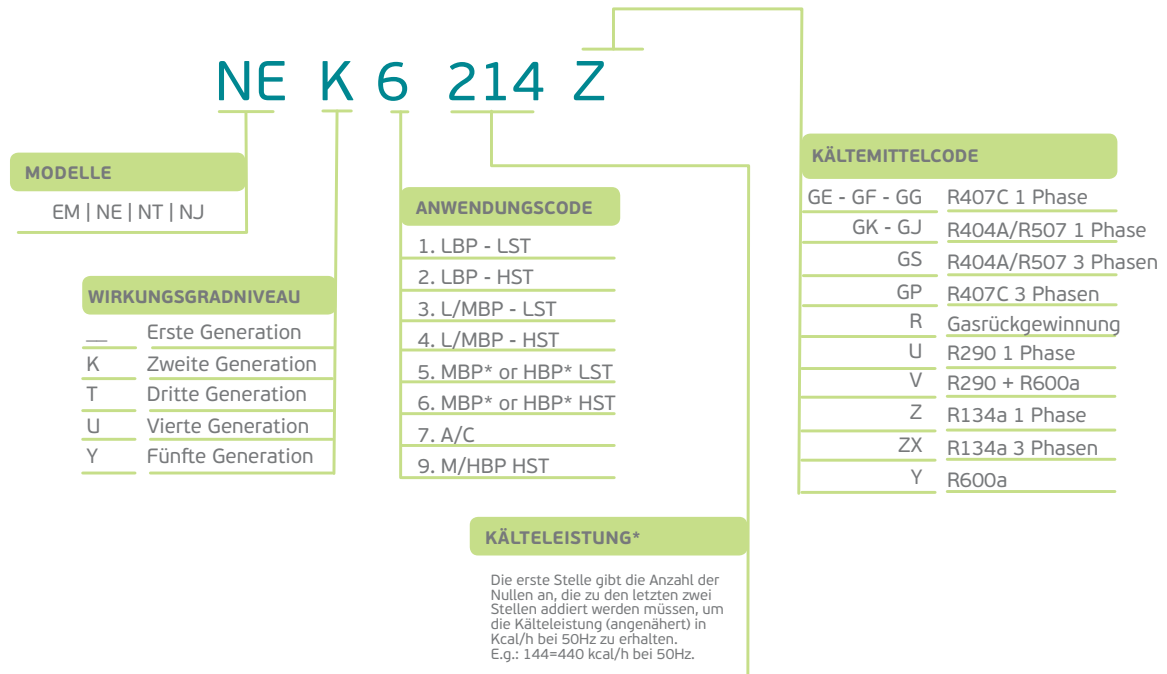 NE K 6 214 Z
MODELLE
EM | NE | NT | NJ
WIRKUNGSGRADNIVEAU
__ Erste Generation
K Zweite Generation
T Dritte Generation
U Vierte Generation
Y Fünfte Generation
ANWENDUNGSCODE
1. LBP - LST
2. LBP - HST
3. L/MBP - LST
4. L/MBP - HST
5. MBP* or HBP* LST
6. MBP* or HBP* HST
7. A/C
9. M/HBP HST
KÄLTEMITTELCODE
GE - GF - GG R407C 1 Phase
GK - GJ R404A/R507 1 Phase
GS R404A/R507 3 Phasen
GP R407C 3 Phasen
R Gasrückgewinnung
U R290 1 Phase
V R290 + R600a
Z R134a 1 Phase
ZX R134a 3 Phasen
Y R600a
KÄLTELEISTUNG*
Die erste Stelle gibt die Anzahl der
Nullen an, die zu den letzten zwei
Stellen addiert werden müssen, um
die Kälteleistung (angenähert) in
Kcal/h bei 50Hz zu erhalten.
E.g.: 144=440 kcal/h bei 50Hz.